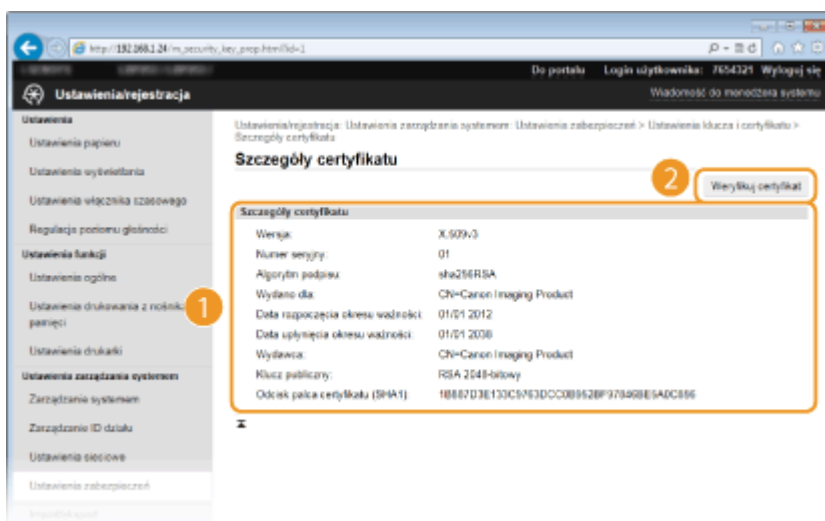 http://192.168.1.24/m_security_key_prop.html?id=1
Do portalu Login użytkownika: 7654321 Wyloguj się
Ustawienia/rejestracja
Wiadomość do menedżera systemu
Ustawienia
Ustawienia papieru
Ustawienia wyświetlania
Ustawienia włącznika czasowego
Regulacja poziomu głośności
Ustawienia funkcji
Ustawienia ogólne
Ustawienia drukowania z nośnika
pamięci
Ustawienia drukarki
Ustawienia zarządzania systemem
Zarządzanie systemem
Zarządzanie ID działu
Ustawienia sieciowe
Ustawienia zabezpieczeń
Import/eksport
Ustawienia/rejestracja: Ustawienia zarządzania systemem: Ustawienia zabezpieczeń > Ustawienia klucza i certyfikatu >
Szczegóły certyfikatu
Szczegóły certyfikatu
2
Weryfikuj certyfikat
1
Szczegóły certyfikatu
Wersja: X.509v3
Numer seryjny: 01
Algorytm podpisu: sha256RSA
Wydano dla: CN=Canon Imaging Product
Data rozpoczęcia okresu ważności: 01/01 2012
Data upłynięcia okresu ważności: 01/01 2038
Wydawca: CN=Canon Imaging Product
Klucz publiczny: RSA 2048-bitowy
Odcisk palca certyfikatu (SHA1):